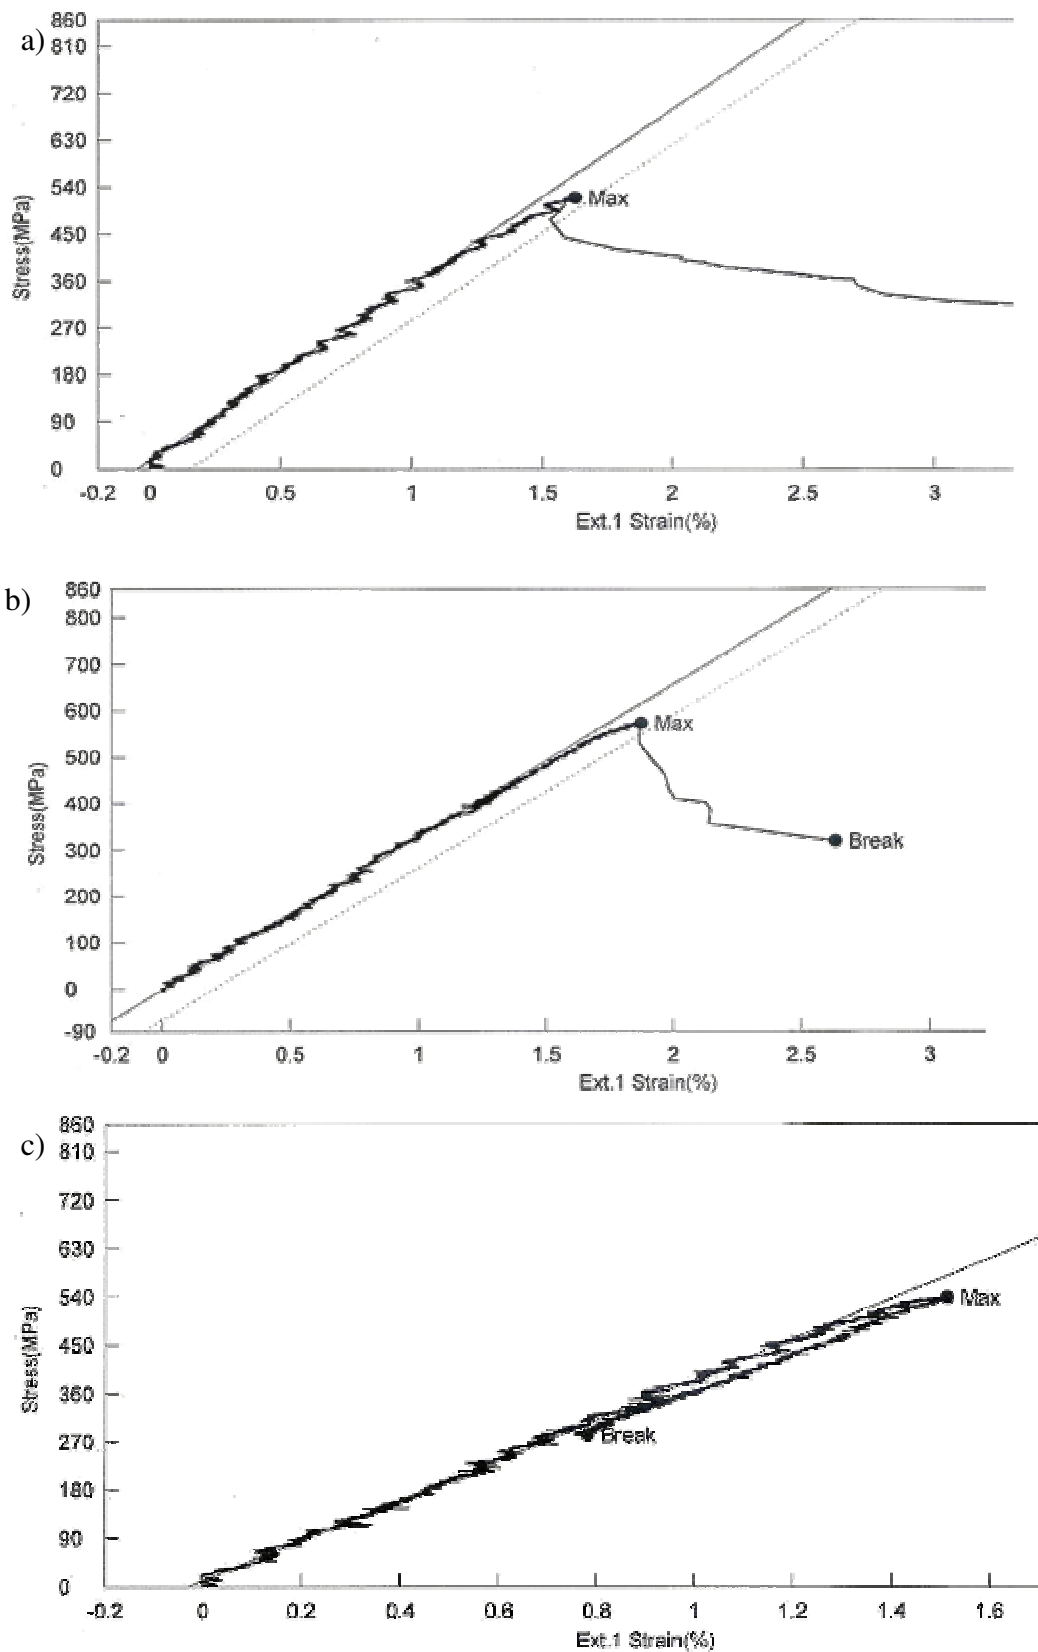 a)
860
810
720
630
540
450
360
270
180
90
0
Stress(MPa)
Max
-0.2 0 0.5 1 1.5 2 2.5 3
Ext.1 Strain(%)
b)
860
800
700
600
500
400
300
200
100
0
-90
Stress(MPa)
Max
Break
-0.2 0 0.5 1 1.5 2 2.5 3
Ext.1 Strain(%)
c)
860
810
720
630
540
450
360
270
180
90
0
Stress(MPa)
Max
Break
-0.2 0 0.2 0.4 0.6 0.8 1 1.2 1.4 1.6
Ext.1 Strain(%)